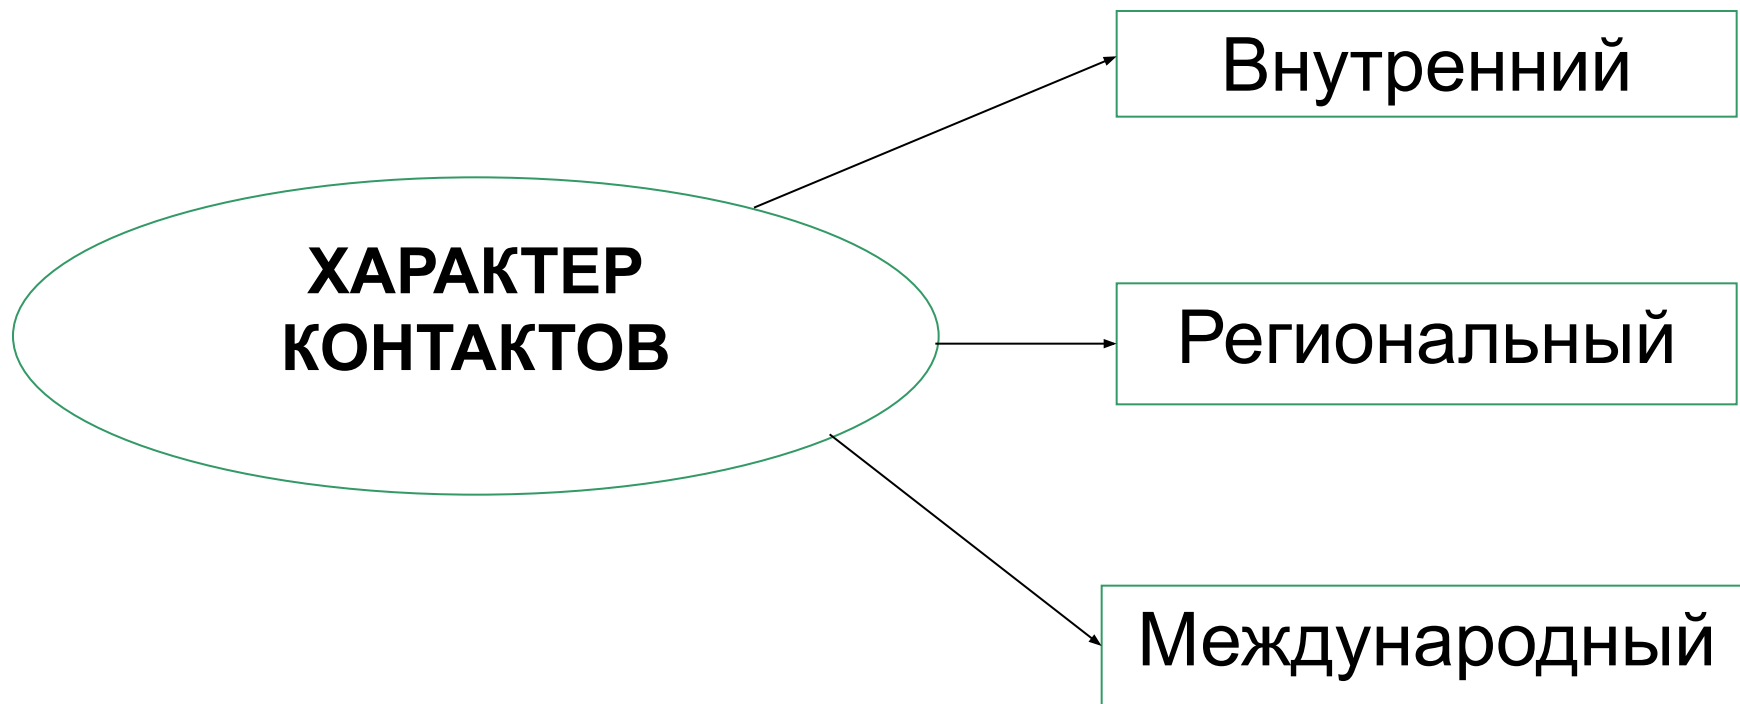 Внутренний
ХАРАКТЕР
КОНТАКТОВ
Региональный
Международный